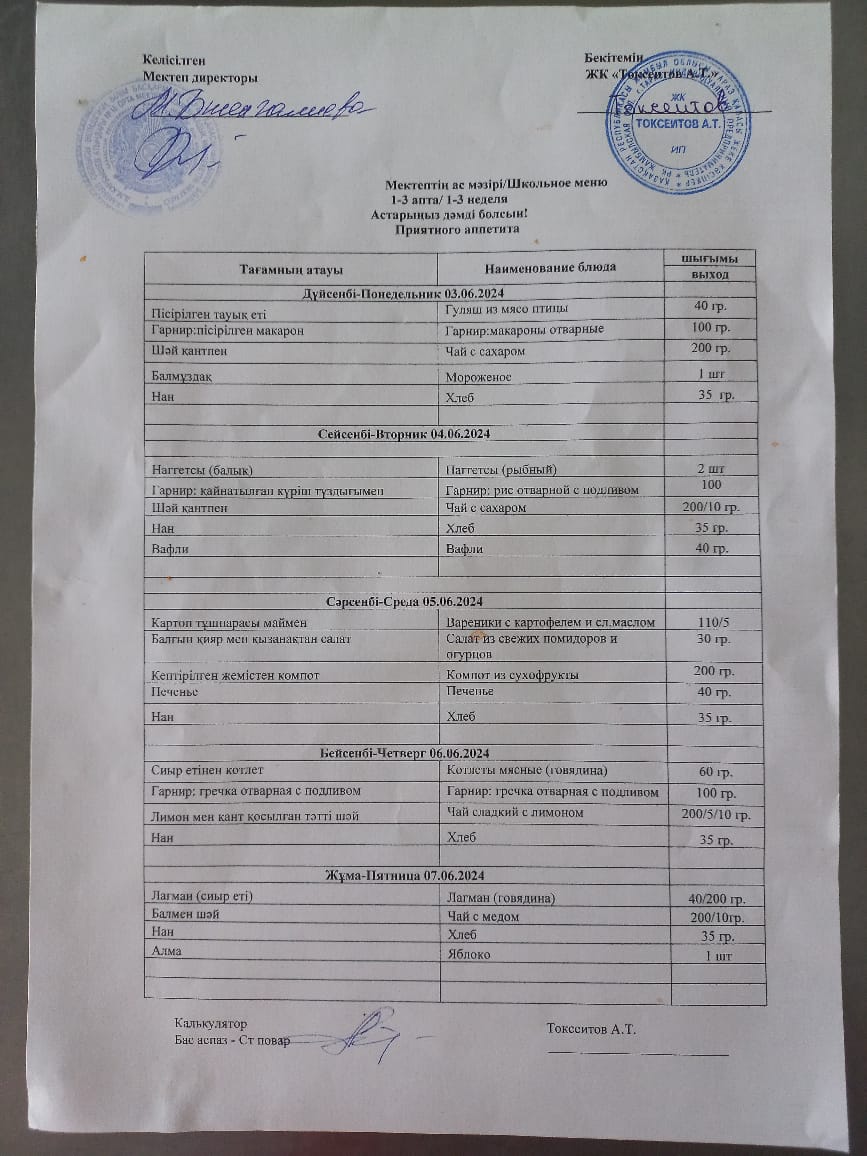 Келісілген
Мектеп директоры
Бекітемін
ЖК «Токсеитов А.Т.»
ЖК
ТОКСЕИТОВ А.Т.
ИП
Мектептің ас мәзірі/Школьное меню
1-3 апта/ 1-3 неделя
Астарыңыз дәмді болсын!
Приятного аппетита
Тағамның атауы Наименование блюда шығымы
выход
Дүйсенбі-Понедельник 03.06.2024
Пісірілген тауық еті Гуляш из мясо птицы 40 гр.
Гарнир:пісірілген макарон Гарнир:макароны отварные 100 гр.
Шәй қантпен Чай с сахаром 200 гр.
Балмұздақ Мороженое 1 шт
Нан Хлеб 35 гр.
Сейсенбі-Вторник 04.06.2024
Наггетсы (балық) Наггетсы (рыбный) 2 шт
Гарнир: қайнатылған күріш тұздығымен Гарнир: рис отварной с подливом 100
Шәй қантпен Чай с сахаром 200/10 гр.
Нан Хлеб 35 гр.
Вафли Вафли 40 гр.
Сәрсенбі-Среда 05.06.2024
Картоп тұшпарасы маймен Вареники с картофелем и сл.маслом 110/5
Балғын қияр мен қызанақтан салат Салат из свежих помидоров и 30 гр.
огурцов
Кептірілген жемістен компот Компот из сухофрукты 200 гр.
Печенье Печенье 40 гр.
Нан Хлеб 35 гр.
Бейсенбі-Четверг 06.06.2024
Сиыр етінен котлет Котлеты мясные (говядина) 60 гр.
Гарнир: гречка отварная с подливом Гарнир: гречка отварная с подливом 100 гр.
Лимон мен қант қосылған тәтті шәй Чай сладкий с лимоном 200/5/10 гр.
Нан Хлеб 35 гр.
Жұма-Пятница 07.06.2024
Лагман (сиыр еті) Лагман (говядина) 40/200 гр.
Балмен шәй Чай с медом 200/10гр.
Нан Хлеб 35 гр.
Алма Яблоко 1 шт
Калькулятор
Бас аспаз - Ст повар
Токсеитов А.Т.